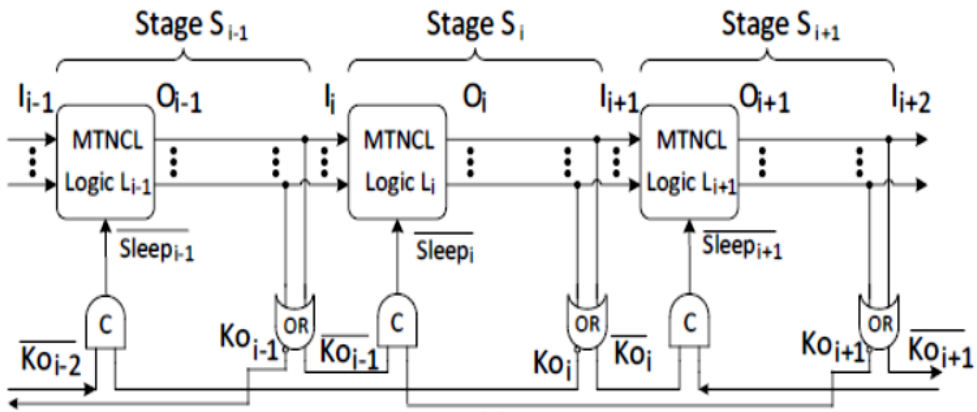 Stage S i-1 Stage S i Stage S i+1
I i-1 O i-1 I i O i I i+1 O i+1 I i+2
MTNCL MTNCL MTNCL
Logic L i-1 Logic L i Logic L i+1
Sleep i-1 Sleep i Sleep i+1
C OR C OR C OR
Ko i-2 Ko i-1 Ko i-1 Ko i Ko i Ko i+1 Ko i+1